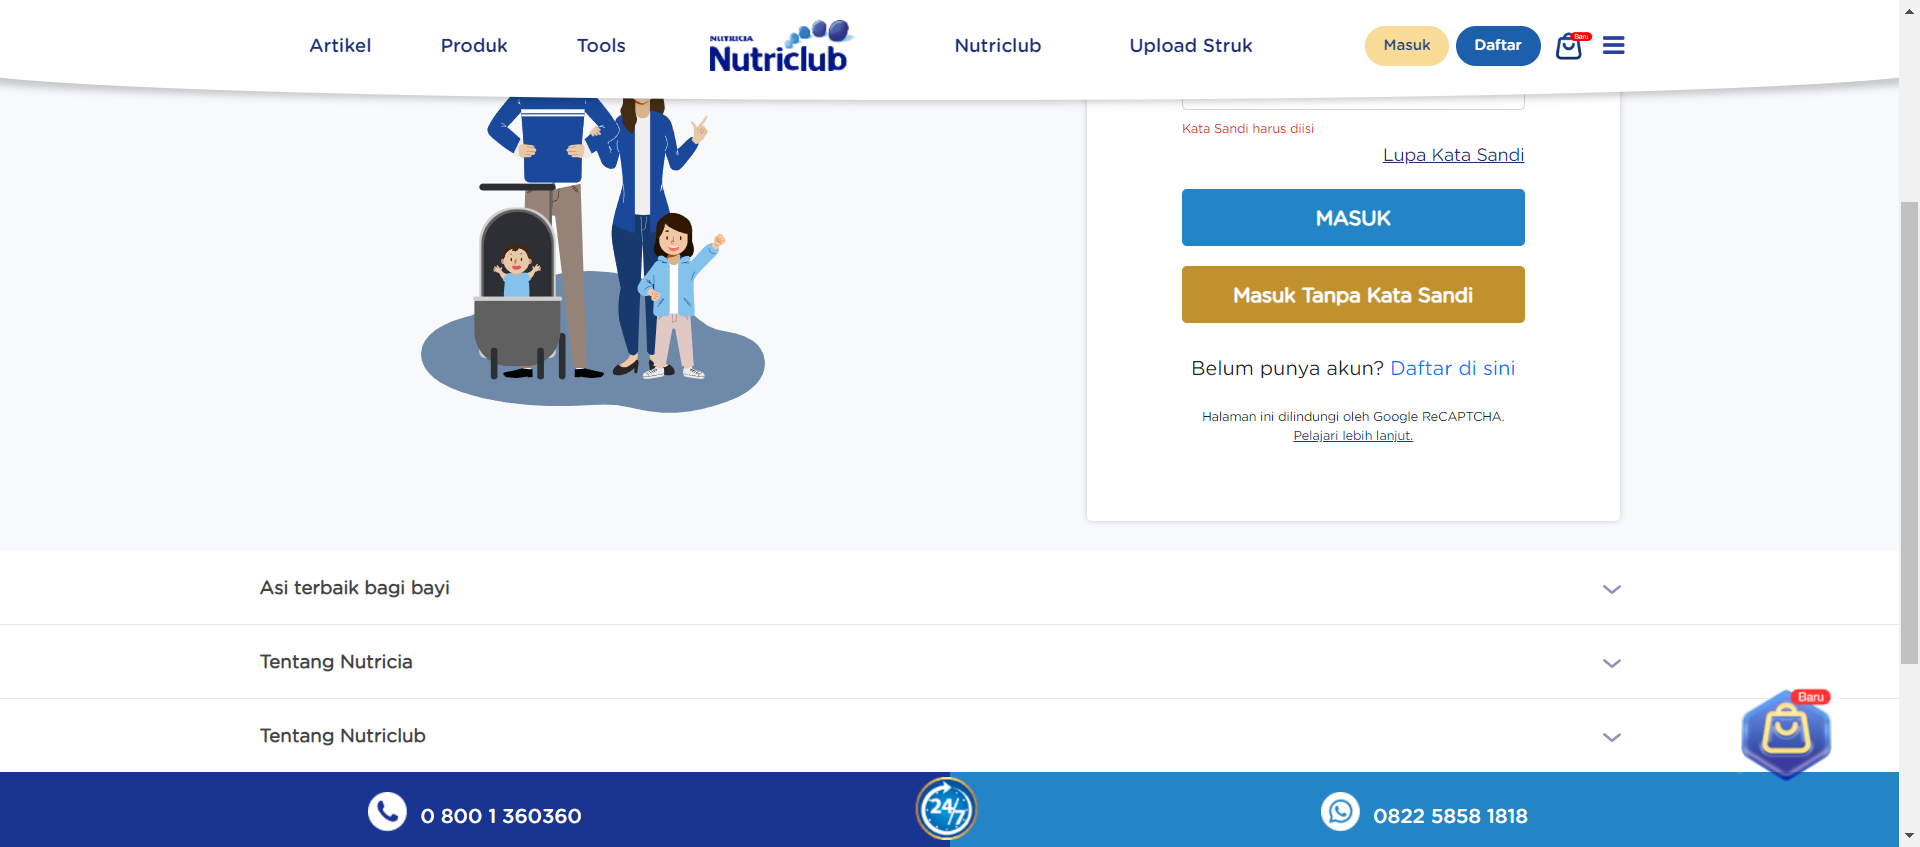 Artikel
Produk
Tools
NUTRICIA
Nutriclub
Nutriclub
Upload Struk
Masuk
Daftar
Baru
Kata Sandi harus diisi
Lupa Kata Sandi
MASUK
Masuk Tanpa Kata Sandi
Belum punya akun? Daftar di sini
Halaman ini dilindungi oleh Google ReCAPTCHA.
Pelajari lebih lanjut.
Asi terbaik bagi bayi
Tentang Nutricia
Baru
Tentang Nutriclub
0 800 1 360360
24/7
0822 5858 1818